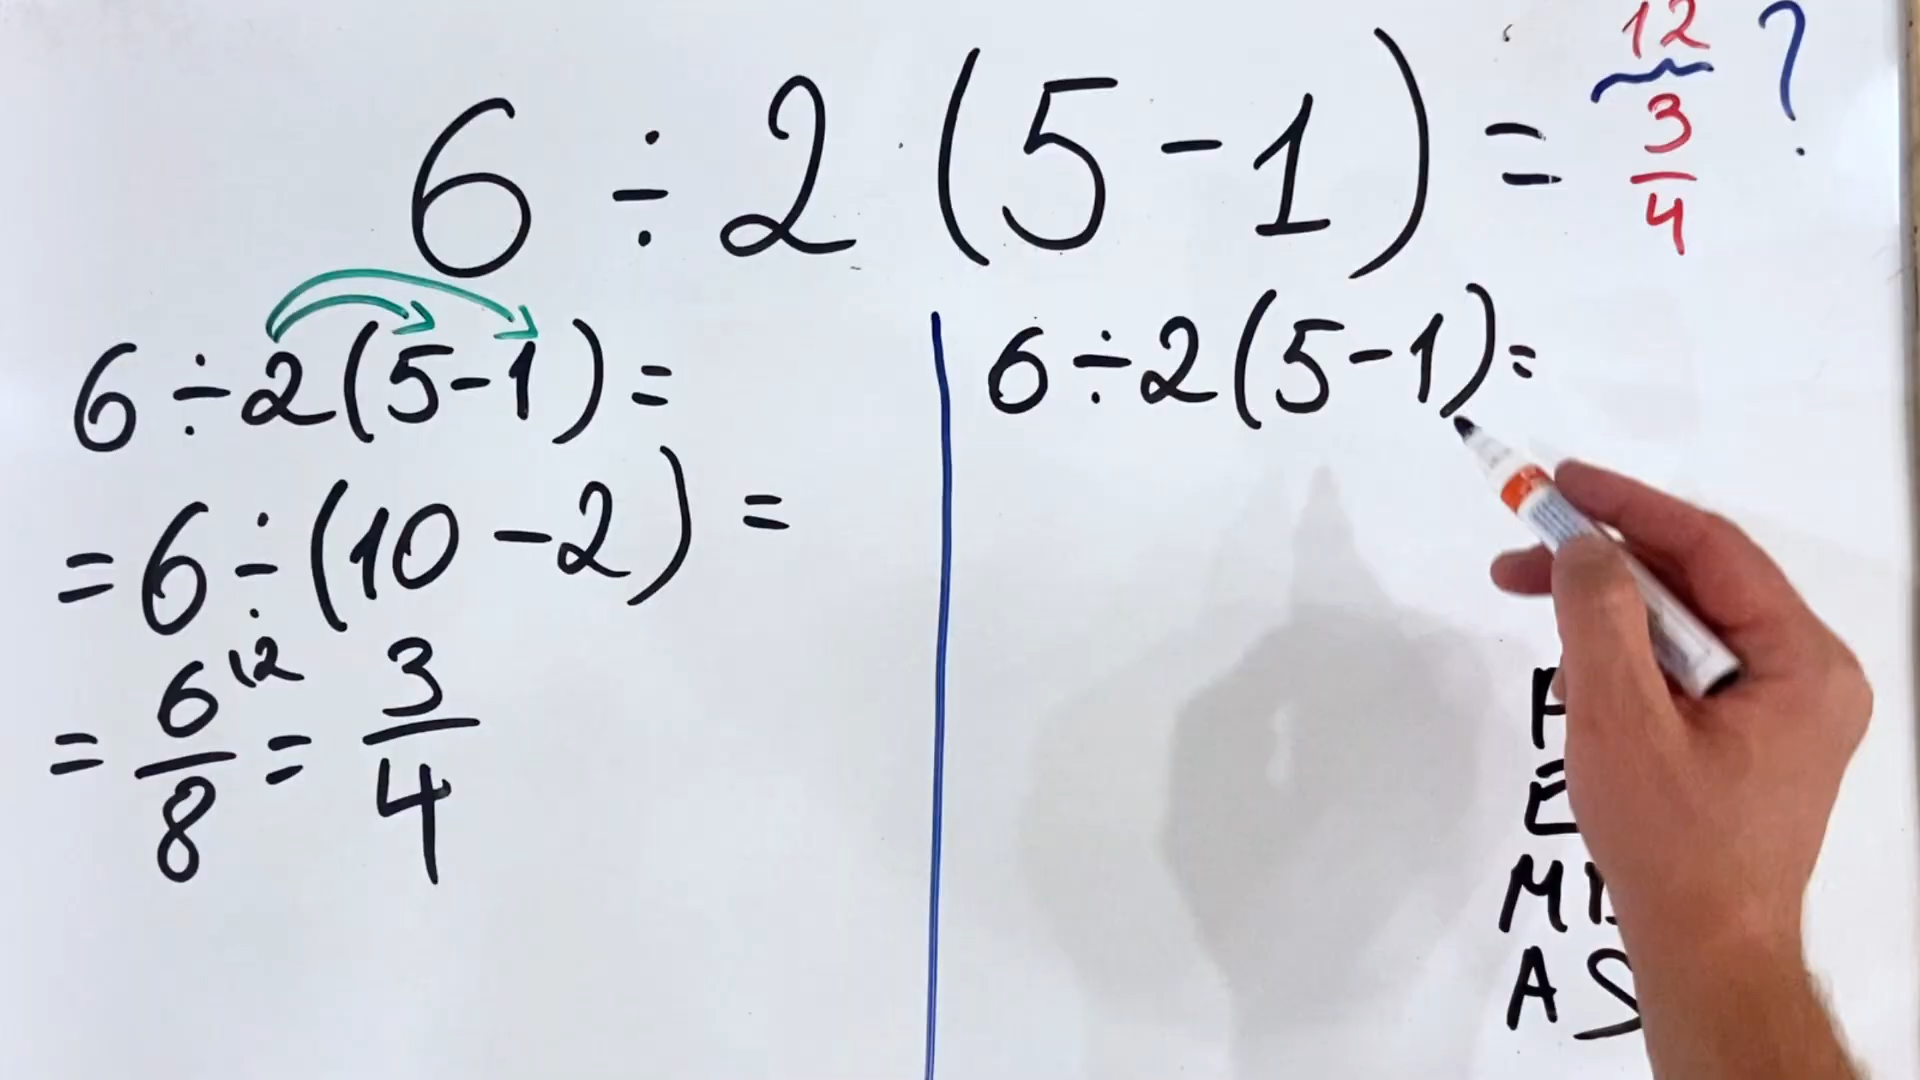 6 ÷ 2 (5-1) = 12 3/4 ?
6÷2(5-1)=
=6÷(10-2) =
= 6/8 12 = 3/4
6÷2(5-1)=
P
E
M
A S